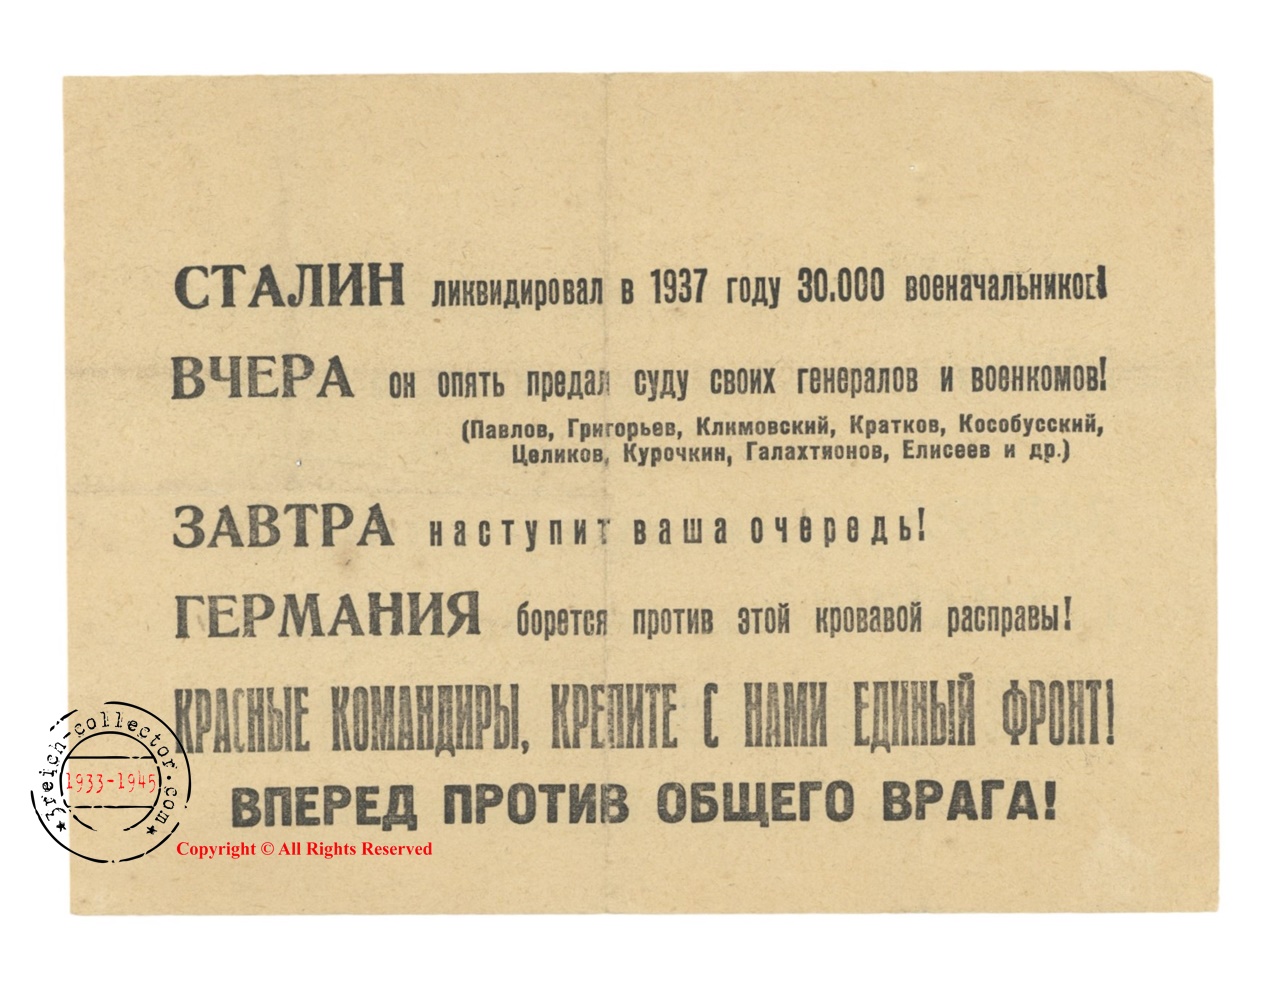 СТАЛИН ликвидировал в 1937 году 30.000 военачальников!
ВЧЕРА он опять предал суду своих генералов и военкомов!
(Павлов, Григорьев, Климовский, Кратков, Кособусский,
Целиков, Курочкин, Галахтионов, Елисеев и др.)
ЗАВТРА наступит ваша очередь!
ГЕРМАНИЯ борется против этой кровавой расправы!
КРАСНЫЕ КОМАНДИРЫ, КРЕПИТЕ С НАМИ ЕДИНЫЙ ФРОНТ!
ВПЕРЕД ПРОТИВ ОБЩЕГО ВРАГА!
3reich-collector.com
1933-1945
Copyright © All Rights Reserved